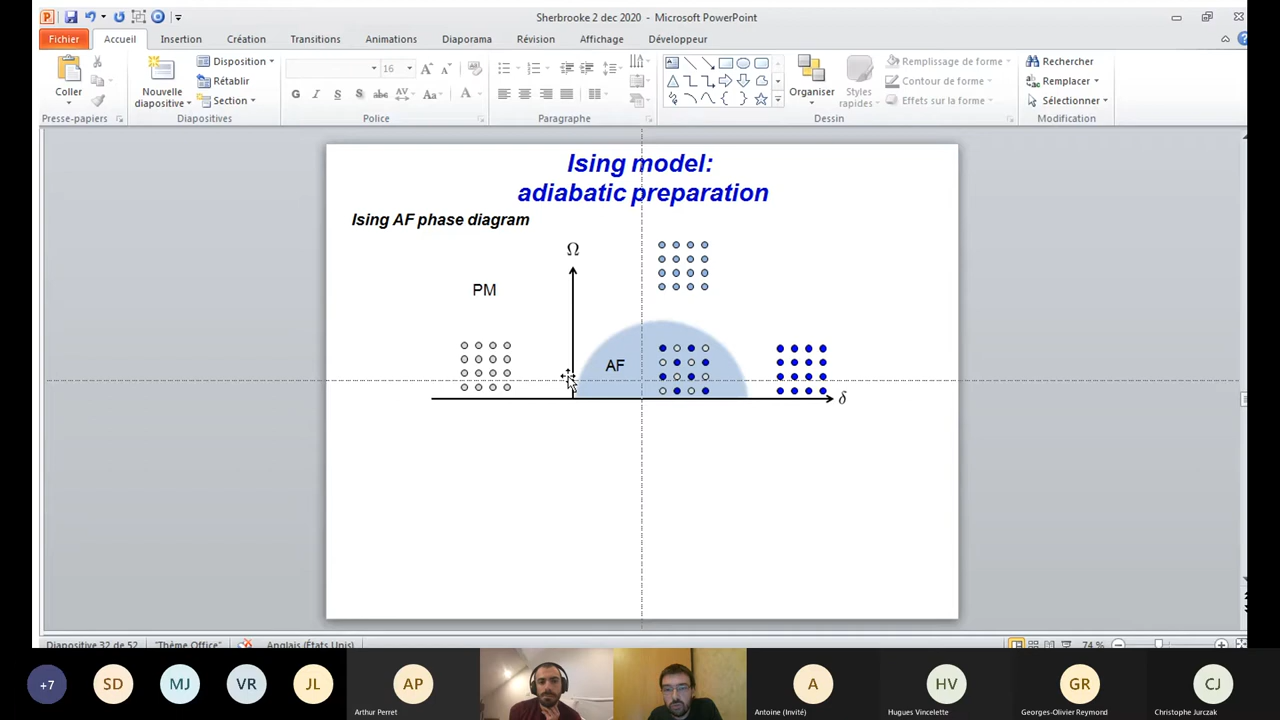 Sherbrooke 2 dec 2020 - Microsoft PowerPoint
Fichier Accueil Insertion Création Transitions Animations Diaporama Révision Affichage Développeur
Coller
Presse-papiers
Nouvelle diapositive
Disposition
Rétablir
Section
Diapositives
16
G I S S abc AV Aa A
Police
Paragraphe
Organiser
Styles rapides
Remplissage de forme
Contour de forme
Effets sur la forme
Dessin
Rechercher
Remplacer
Sélectionner
Modification
Ising model:
adiabatic preparation
Ising AF phase diagram
Ω
PM
AF
δ
Diapositive 32 de 52 "Thème Office" Anglais (États Unis) 74 %
+7 SD MJ VR JL AP A HV GR CJ
Arthur Perret Antoine (Invité) Hugues Vincelette Georges-Olivier Reymond Christophe Jurczak